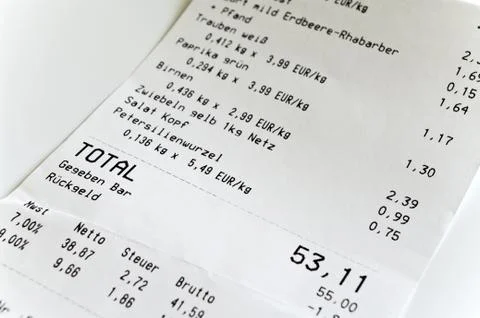 EUR/kg
mild Erdbeere-Rhabarber
+ Pfand 0,15
Trauben weiß 1,64
0,412 kg x 3,99 EUR/kg
Paprika grün 1,17
0,294 kg x 3,99 EUR/kg
Birnen 1,30
0,436 kg x 2,99 EUR/kg
Zwiebeln gelb 1kg Netz 2,39
Salat Kopf 0,99
Petersilienwurzel 0,75
0,136 kg x 5,49 EUR/kg
TOTAL 53,11
Gegeben Bar 55,00
Rückgeld
Mwst Netto Steuer Brutto
7,00% 38,87 2,72 41,59
9,66 1,86